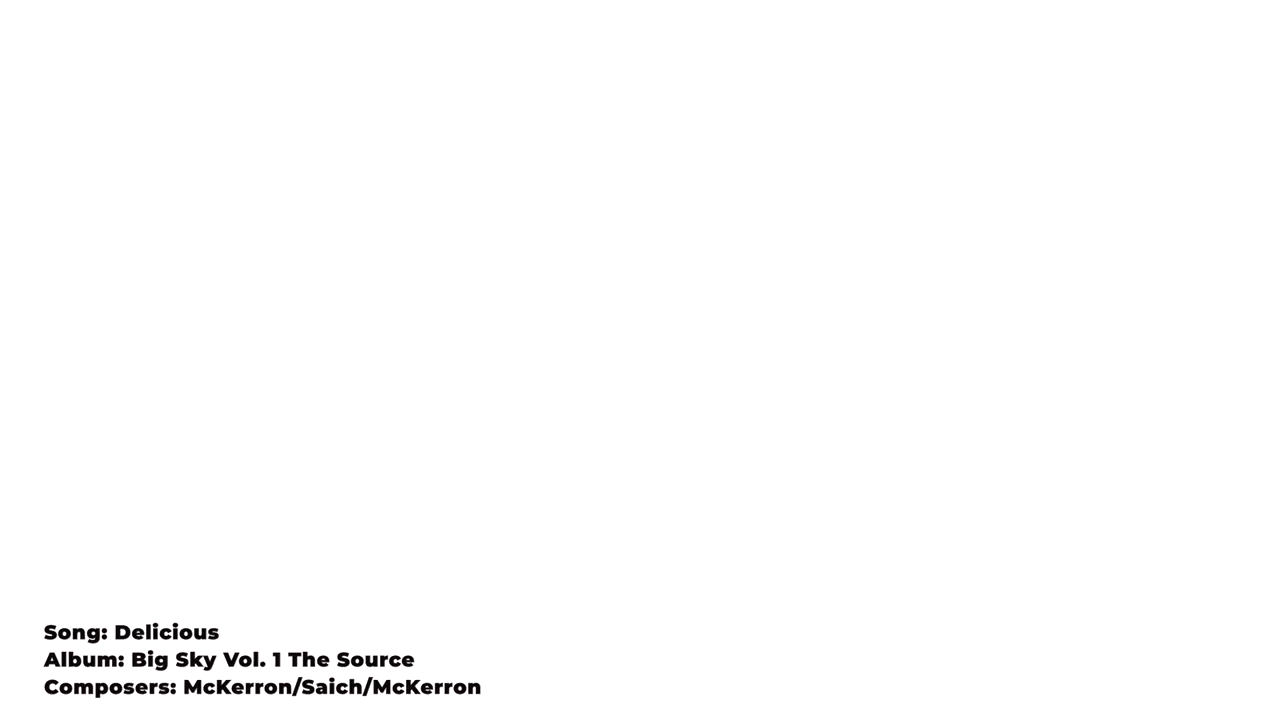 Song: Delicious
Album: Big Sky Vol. 1 The Source
Composers: McKerron/Saich/McKerron